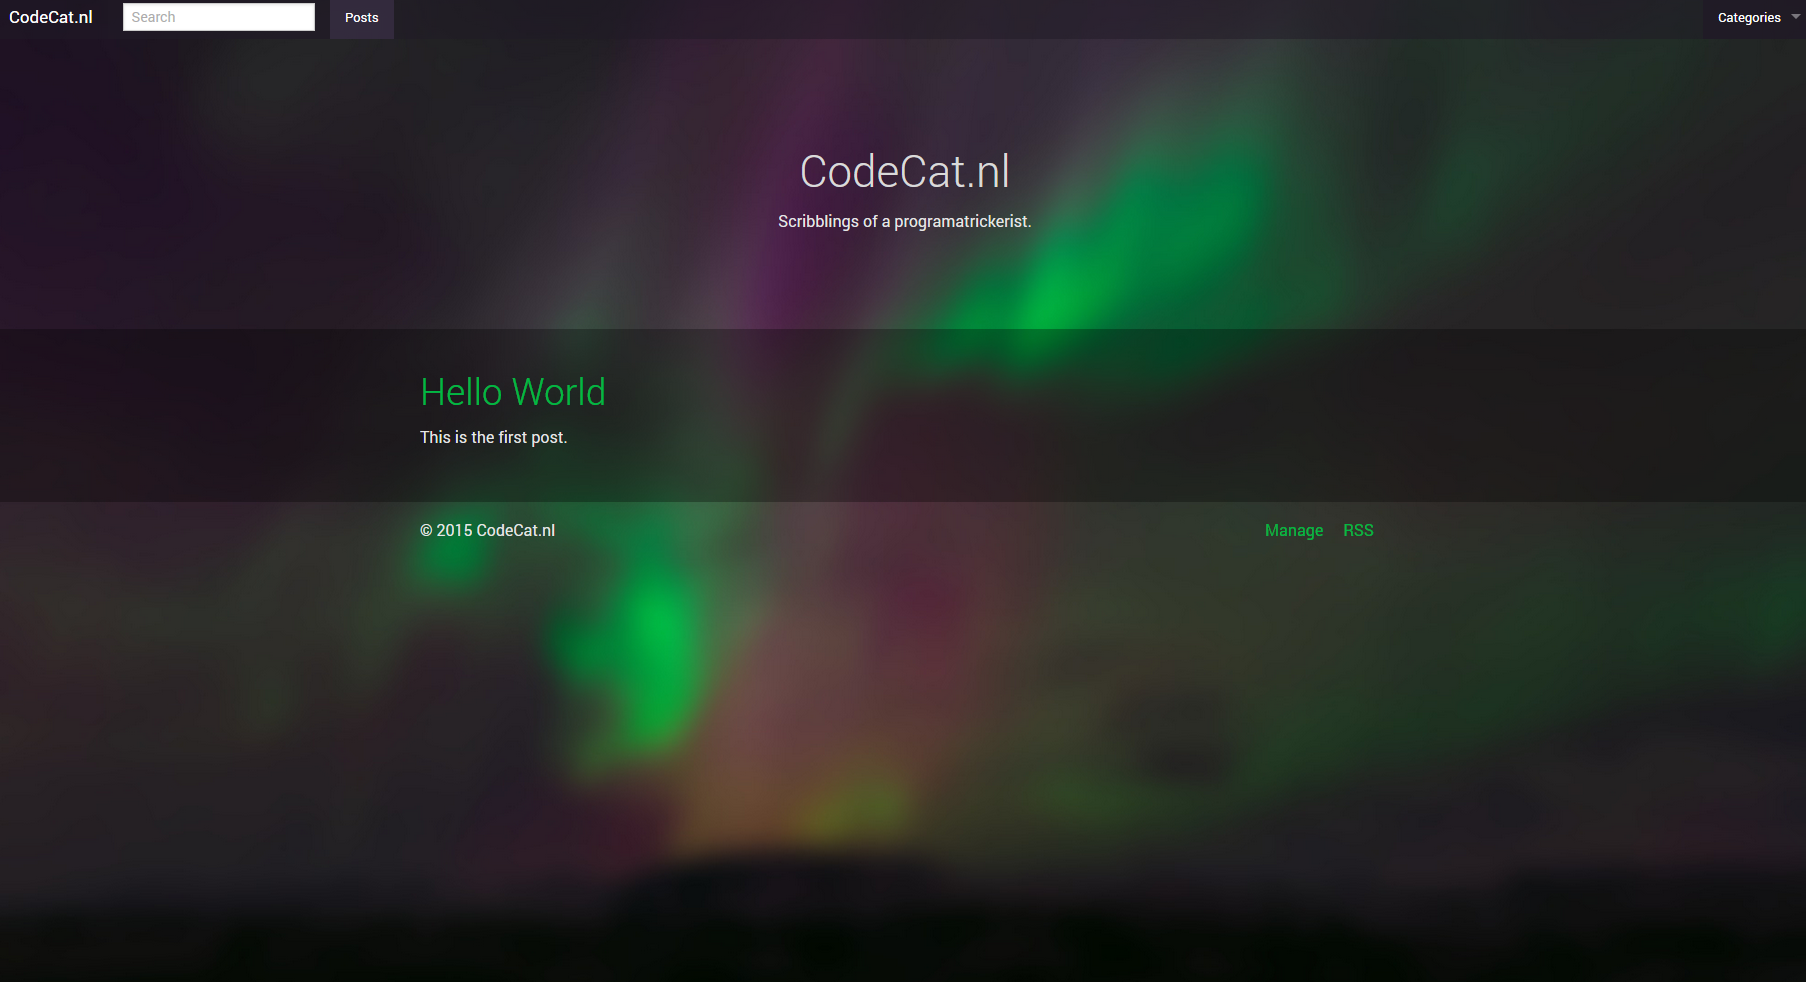 CodeCat.nl
Search
Posts
Categories
CodeCat.nl
Scribblings of a programatrickerist.
Hello World
This is the first post.
© 2015 CodeCat.nl
Manage RSS